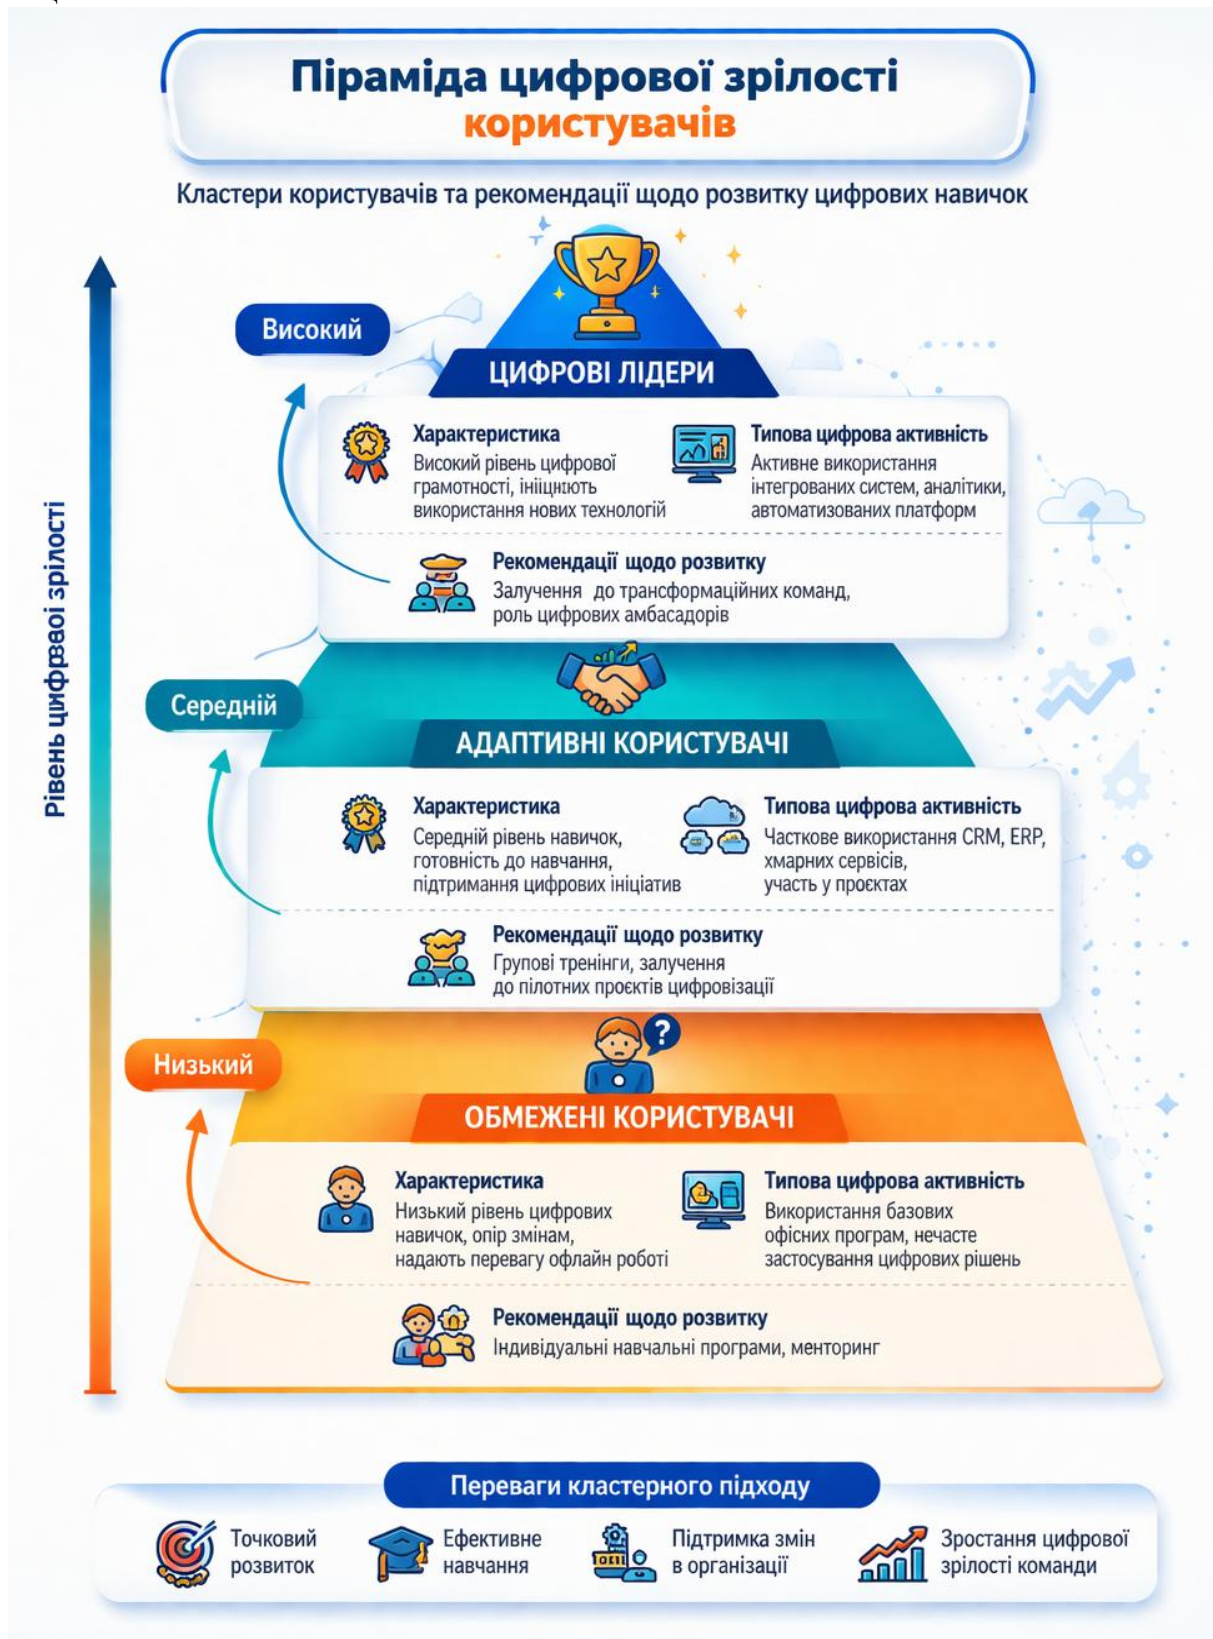 Піраміда цифрової зрілості
користувачів
Кластери користувачів та рекомендації щодо розвитку цифрових навичок
Рівень цифрової зрілості
Високий
ЦИФРОВІ ЛІДЕРИ
Характеристика
Високий рівень цифрової
грамотності,
використання нових технологій
Типова цифрова активність
Активне використання
інтегрованих систем, аналітики,
автоматизованих платформ
Рекомендації щодо розвитку
Залучення до трансформаційних команд,
роль цифрових амбасадорів
Середній
АДАПТИВНІ КОРИСТУВАЧІ
Характеристика
Середній рівень навичок,
готовність до навчання,
підтримання цифрових ініціатив
Типова цифрова активність
Часткове використання CRM, ERP,
хмарних сервісів,
участь у проєктах
Рекомендації щодо розвитку
Групові тренінги, залучення
до пілотних проєктів цифровізації
?
Низький
ОБМЕЖЕНІ КОРИСТУВАЧІ
Характеристика
Низький рівень цифрових
навичок, опір змінам,
надають перевагу офлайн роботі
Типова цифрова активність
Використання базових
офісних програм, нечасте
застосування цифрових рішень
Рекомендації щодо розвитку
Індивідуальні навчальні програми, менторинг
Переваги кластерного підходу
Точковий
розвиток
Ефективне
навчання
Підтримка змін
в організації
Зростання цифрової
зрілості команди